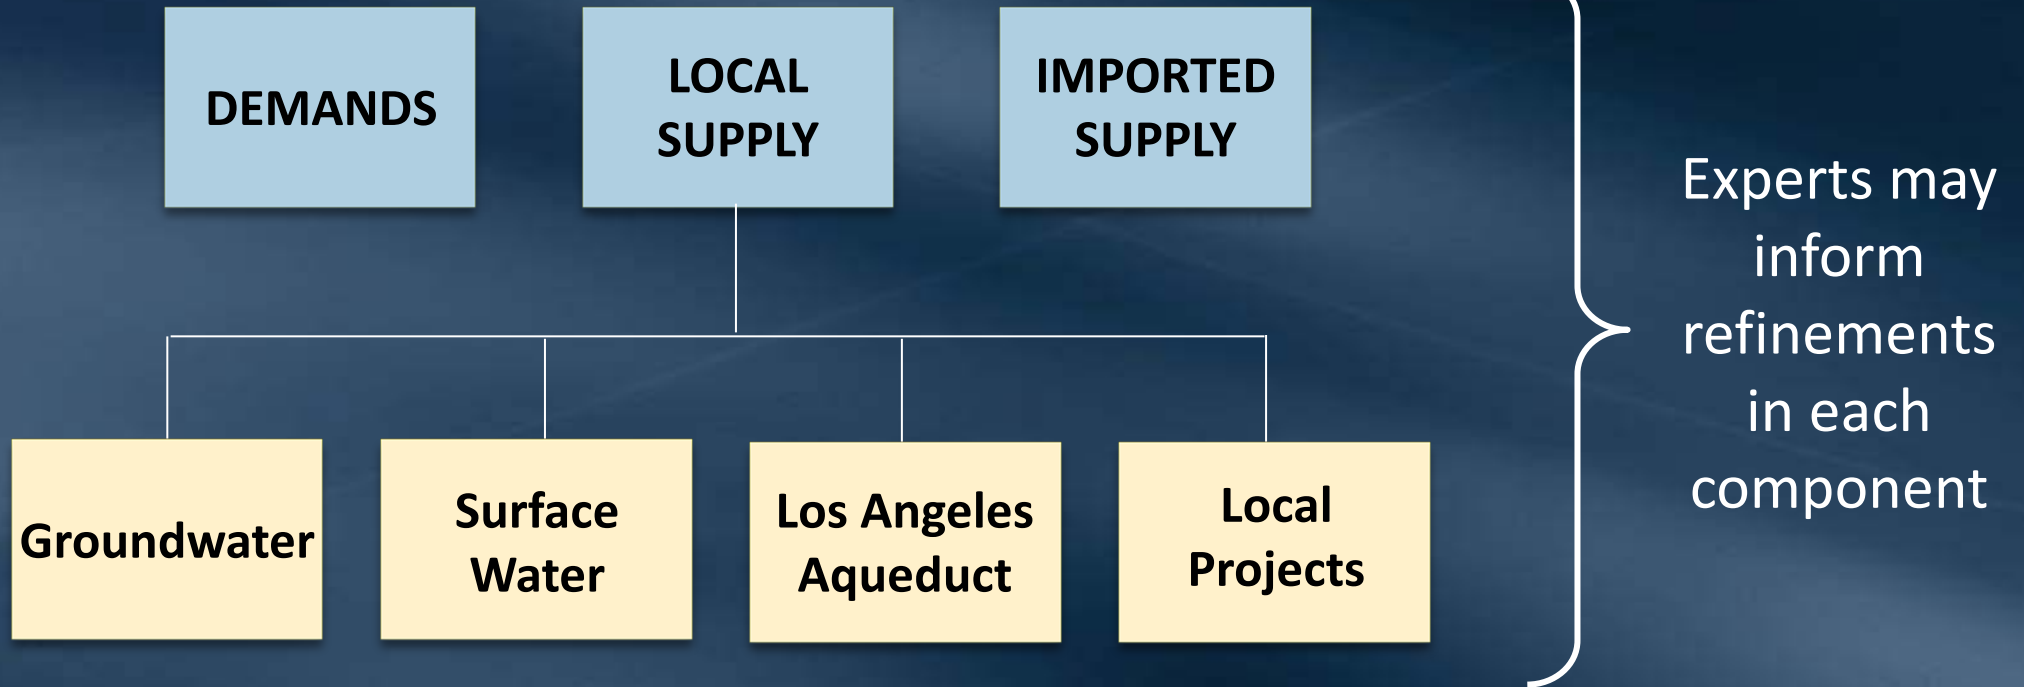 DEMANDS
LOCAL
SUPPLY
IMPORTED
SUPPLY
Groundwater
Surface
Water
Los Angeles
Aqueduct
Local
Projects
Experts may
inform
refinements
in each
component